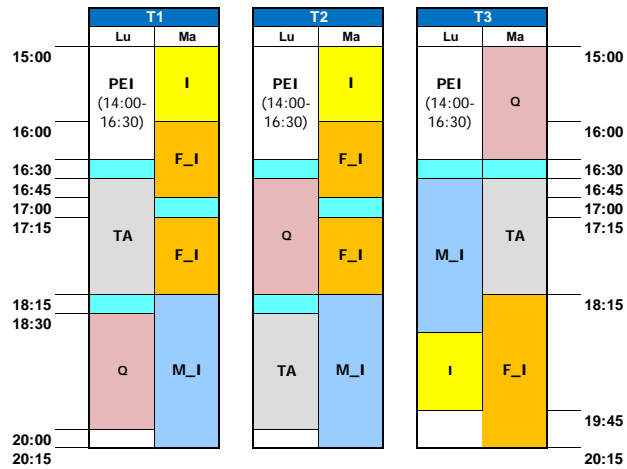 T1 T2 T3
Lu Ma Lu Ma Lu Ma
15:00 15:00
PEI I PEI I PEI Q
(14:00- (14:00- (14:00-
16:30) 16:30) 16:30)
16:00 16:00
F_I F_I
16:30 16:30
16:45 16:45
17:00 17:00
17:15 17:15
TA Q TA
F_I F_I M_I
18:15 18:15
18:30
Q M_I TA M_I I F_I
19:45
20:00
20:15 20:15